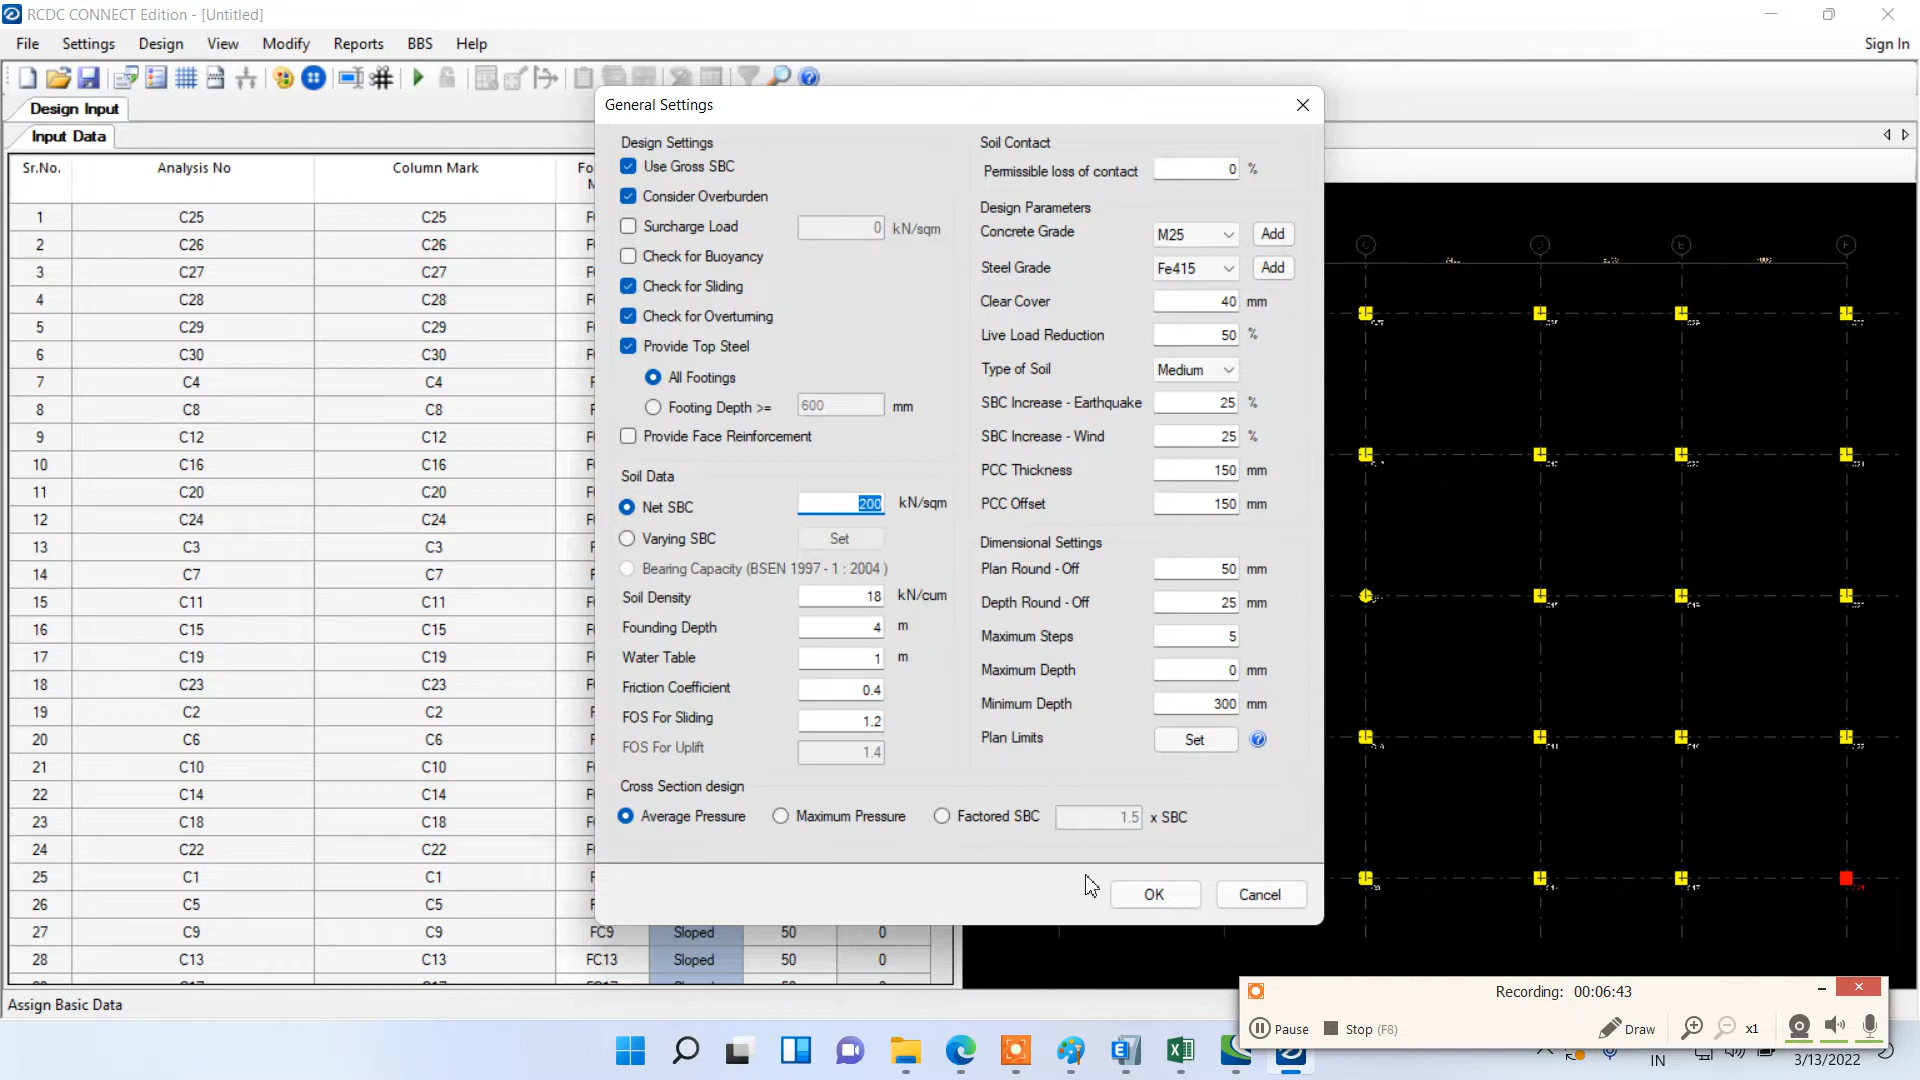 RCDC CONNECT Edition - [Untitled]
File Settings Design View Modify Reports BBS Help Sign In
Design Input
Input Data
Sr.No. Analysis No Column Mark
1 C25 C25
2 C26 C26
3 C27 C27
4 C28 C28
5 C29 C29
6 C30 C30
7 C4 C4
8 C8 C8
9 C12 C12
10 C16 C16
11 C20 C20
12 C24 C24
13 C3 C3
14 C7 C7
15 C11 C11
16 C15 C15
17 C19 C19
18 C23 C23
19 C2 C2
20 C6 C6
21 C10 C10
22 C14 C14
23 C18 C18
24 C22 C22
25 C1 C1
26 C5 C5
27 C9 C9 FC9 Sloped 50 0
28 C13 C13 FC13 Sloped 50 0
General Settings
Design Settings
Use Gross SBC
Consider Overburden
Surcharge Load 0 kN/sqm
Check for Buoyancy
Check for Sliding
Check for Overturning
Provide Top Steel
All Footings
Footing Depth >= 600 mm
Provide Face Reinforcement
Soil Data
Net SBC 200 kN/sqm
Varying SBC Set
Bearing Capacity (BSEN 1997 - 1 : 2004 )
Soil Density 18 kN/cum
Founding Depth 4 m
Water Table 1 m
Friction Coefficient 0.4
FOS For Sliding 1.2
FOS For Uplift 1.4
Soil Contact
Permissible loss of contact 0 %
Design Parameters
Concrete Grade M25 Add
Steel Grade Fe415 Add
Clear Cover 40 mm
Live Load Reduction 50 %
Type of Soil Medium
SBC Increase - Earthquake 25 %
SBC Increase - Wind 25 %
PCC Thickness 150 mm
PCC Offset 150 mm
Dimensional Settings
Plan Round - Off 50 mm
Depth Round - Off 25 mm
Maximum Steps 5
Maximum Depth 0 mm
Minimum Depth 300 mm
Plan Limits Set
Cross Section design
Average Pressure Maximum Pressure Factored SBC 1.5 x SBC
OK Cancel
Assign Basic Data
Recording: 00:06:43
Pause Stop (F8) Draw x1
IN 3/13/2022